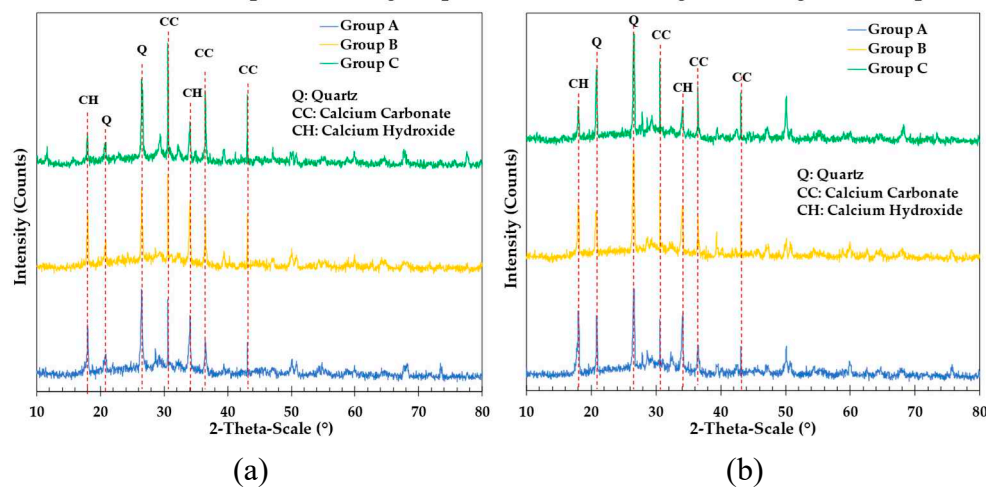 CC
Q
CC
CC
CH
Q
CH
Group A
Group B
Group C
Q: Quartz
CC: Calcium Carbonate
CH: Calcium Hydroxide
Intensity (Counts)
10 20 30 40 50 60 70 80
2-Theta-Scale (°)
(a)
Q
Q
CC
CC
CC
CH
CH
Group A
Group B
Group C
Q: Quartz
CC: Calcium Carbonate
CH: Calcium Hydroxide
Intensity (Counts)
10 20 30 40 50 60 70 80
2-Theta-Scale (°)
(b)